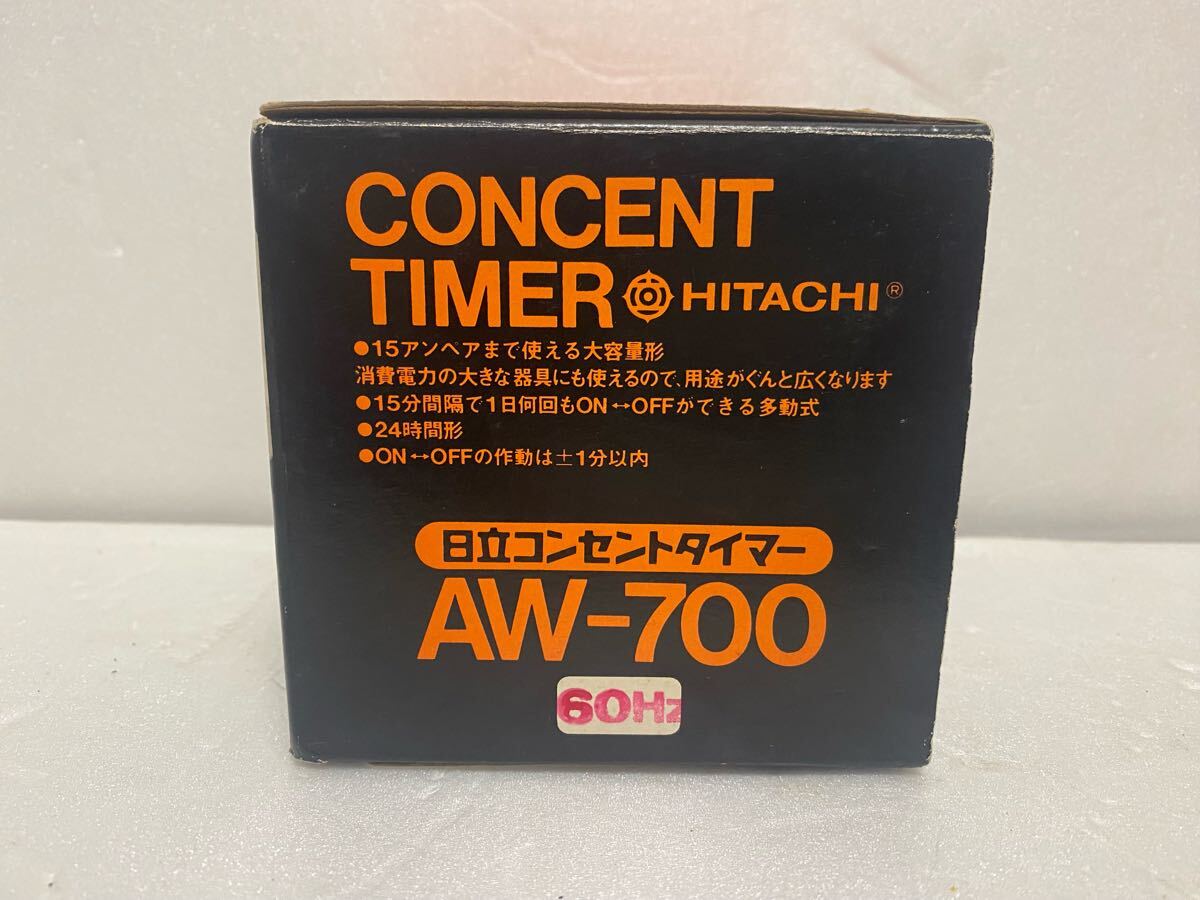 CONCENT
TIMER HITACHI®
●15アンペアまで使える大容量形
消費電力の大きな器具にも使えるので、用途がぐんと広くなります
●15分間隔で1日何回もON↔OFFができる多動式
●24時間形
●ON↔OFFの作動は±1分以内
日立コンセントタイマー
AW-700
60Hz